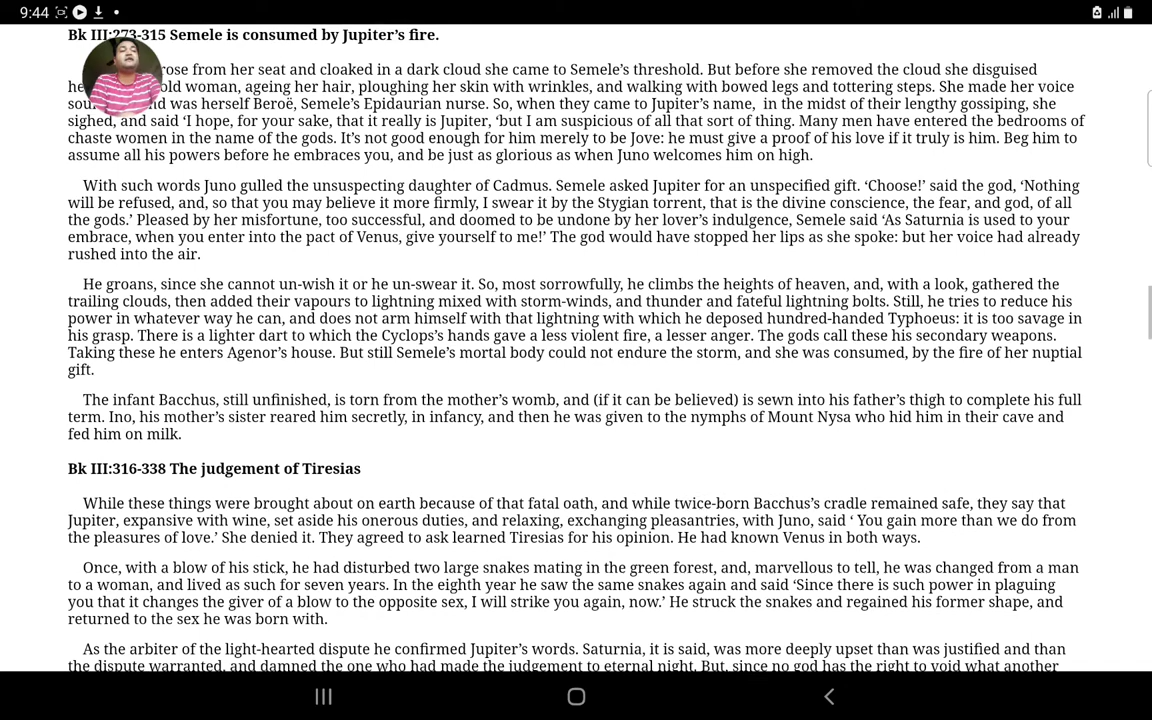 9:44
Bk III:273-315 Semele is consumed by Jupiter’s fire.
rose from her seat and cloaked in a dark cloud she came to Semele’s threshold. But before she removed the cloud she disguised
old woman, ageing her hair, ploughing her skin with wrinkles, and walking with bowed legs and tottering steps. She made her voice
was herself Beroë, Semele’s Epidaurian nurse. So, when they came to Jupiter’s name, in the midst of their lengthy gossiping, she
sighed, and said ‘I hope, for your sake, that it really is Jupiter, ‘but I am suspicious of all that sort of thing. Many men have entered the bedrooms of
chaste women in the name of the gods. It’s not good enough for him merely to be Jove: he must give a proof of his love if it truly is him. Beg him to
assume all his powers before he embraces you, and be just as glorious as when Juno welcomes him on high.
With such words Juno gulled the unsuspecting daughter of Cadmus. Semele asked Jupiter for an unspecified gift. ‘Choose!’ said the god, ‘Nothing
will be refused, and, so that you may believe it more firmly, I swear it by the Stygian torrent, that is the divine conscience, the fear, and god, of all
the gods.’ Pleased by her misfortune, too successful, and doomed to be undone by her lover’s indulgence, Semele said ‘As Saturnia is used to your
embrace, when you enter into the pact of Venus, give yourself to me!’ The god would have stopped her lips as she spoke: but her voice had already
rushed into the air.
He groans, since she cannot un-wish it or he un-swear it. So, most sorrowfully, he climbs the heights of heaven, and, with a look, gathered the
trailing clouds, then added their vapours to lightning mixed with storm-winds, and thunder and fateful lightning bolts. Still, he tries to reduce his
power in whatever way he can, and does not arm himself with that lightning with which he deposed hundred-handed Typhoeus: it is too savage in
his grasp. There is a lighter dart to which the Cyclops’s hands gave a less violent fire, a lesser anger. The gods call these his secondary weapons.
Taking these he enters Agenor’s house. But still Semele’s mortal body could not endure the storm, and she was consumed, by the fire of her nuptial
gift.
The infant Bacchus, still unfinished, is torn from the mother’s womb, and (if it can be believed) is sewn into his father’s thigh to complete his full
term. Ino, his mother’s sister reared him secretly, in infancy, and then he was given to the nymphs of Mount Nysa who hid him in their cave and
fed him on milk.
Bk III:316-338 The judgement of Tiresias
While these things were brought about on earth because of that fatal oath, and while twice-born Bacchus’s cradle remained safe, they say that
Jupiter, expansive with wine, set aside his onerous duties, and relaxing, exchanging pleasantries, with Juno, said ‘ You gain more than we do from
the pleasures of love.’ She denied it. They agreed to ask learned Tiresias for his opinion. He had known Venus in both ways.
Once, with a blow of his stick, he had disturbed two large snakes mating in the green forest, and, marvellous to tell, he was changed from a man
to a woman, and lived as such for seven years. In the eighth year he saw the same snakes again and said ‘Since there is such power in plaguing
you that it changes the giver of a blow to the opposite sex, I will strike you again, now.’ He struck the snakes and regained his former shape, and
returned to the sex he was born with.
As the arbiter of the light-hearted dispute he confirmed Jupiter’s words. Saturnia, it is said, was more deeply upset than was justified and than
the dispute warranted, and damned the one who had made the judgement to eternal night. But, since no god has the right to void what another